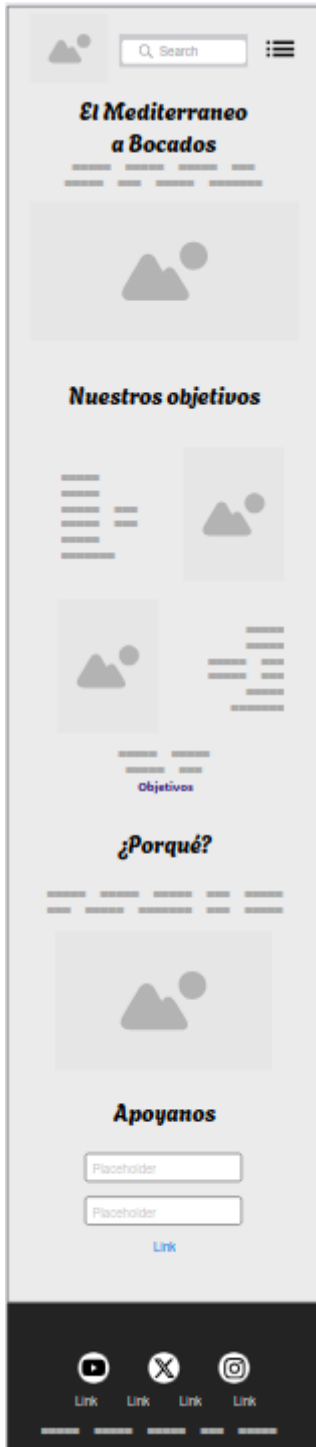 Search
El Mediterraneo
a Bocados
Nuestros objetivos
Objetivos
¿Porqué?
Apoyanos
Placeholder
Placeholder
Link
Link Link Link Link